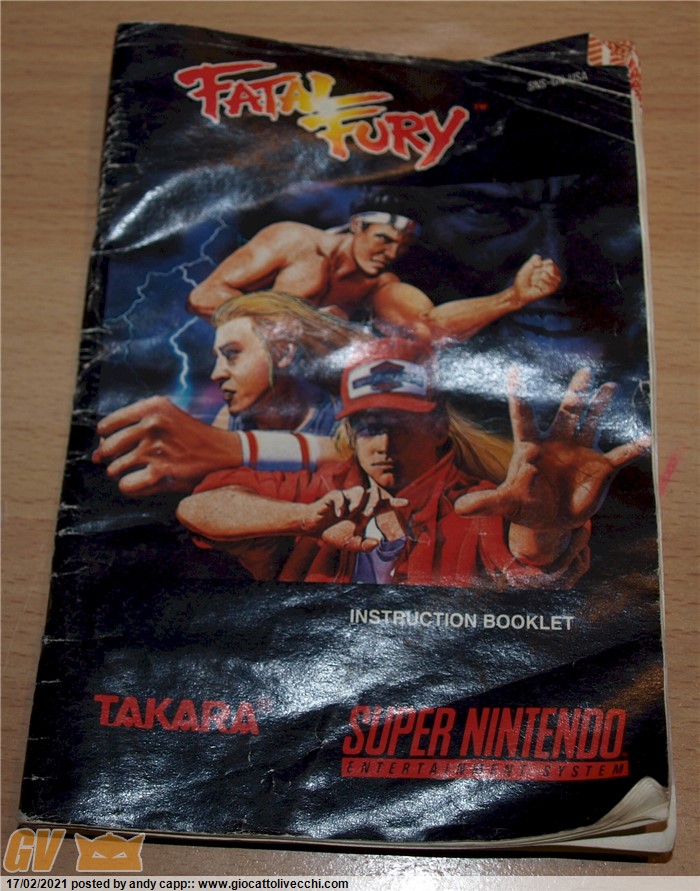 FATAL FURY ™
INSTRUCTION BOOKLET
TAKARA®
SUPER NINTENDO
ENTERTAINMENT SYSTEM
GV
17/02/2021 posted by andy capp:: www.giocattolivecchi.com